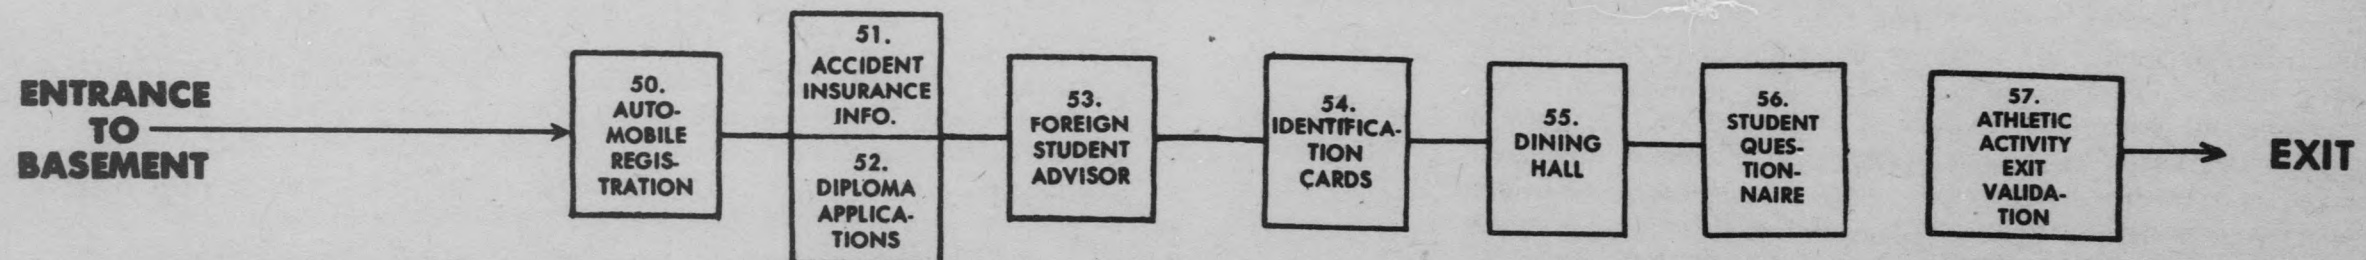 ENTRANCE
TO
BASEMENT
50.
AUTO-
MOBILE
REGIS-
TRATION
51.
ACCIDENT
INSURANCE
INFO.
52.
DIPLOMA
APPLICA-
TIONS
53.
FOREIGN
STUDENT
ADVISOR
54.
IDENTIFICA-
TION
CARDS
55.
DINING
HALL
56.
STUDENT
QUES-
TION-
NAIRE
57.
ATHLETIC
ACTIVITY
EXIT
VALIDA-
TION
EXIT